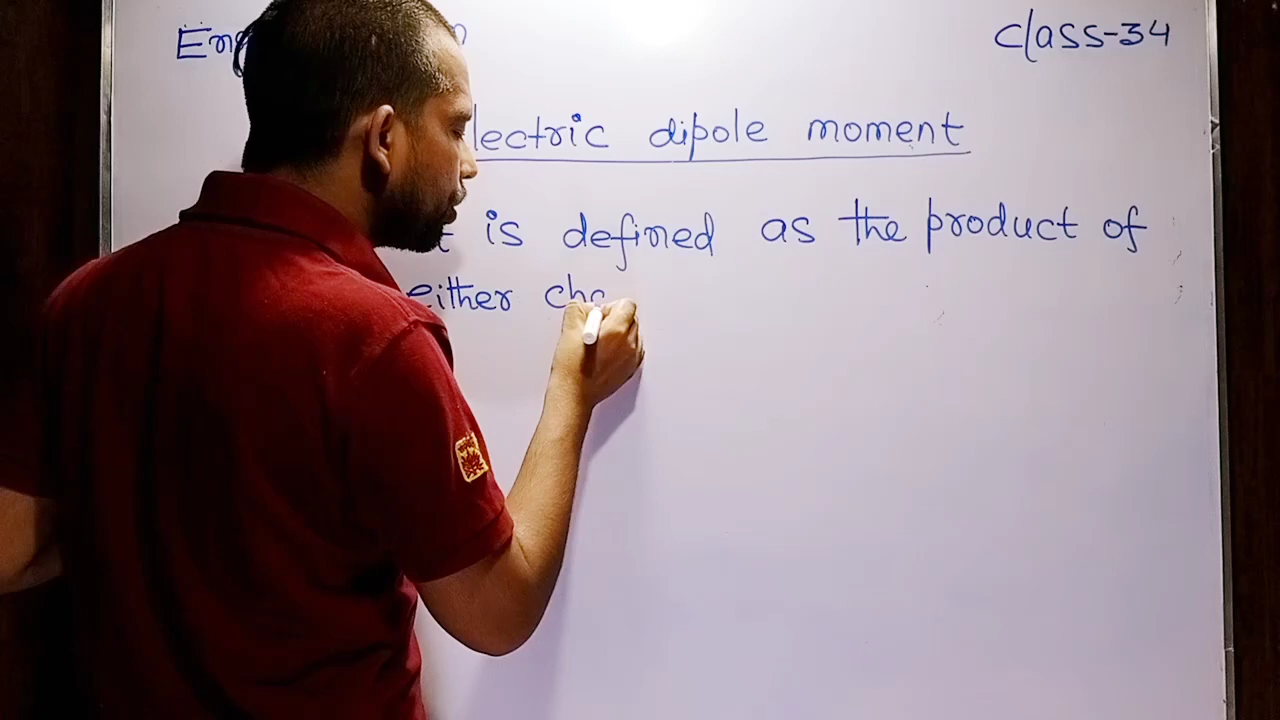 class-34
lectric dipole moment
is defined as the product of
either